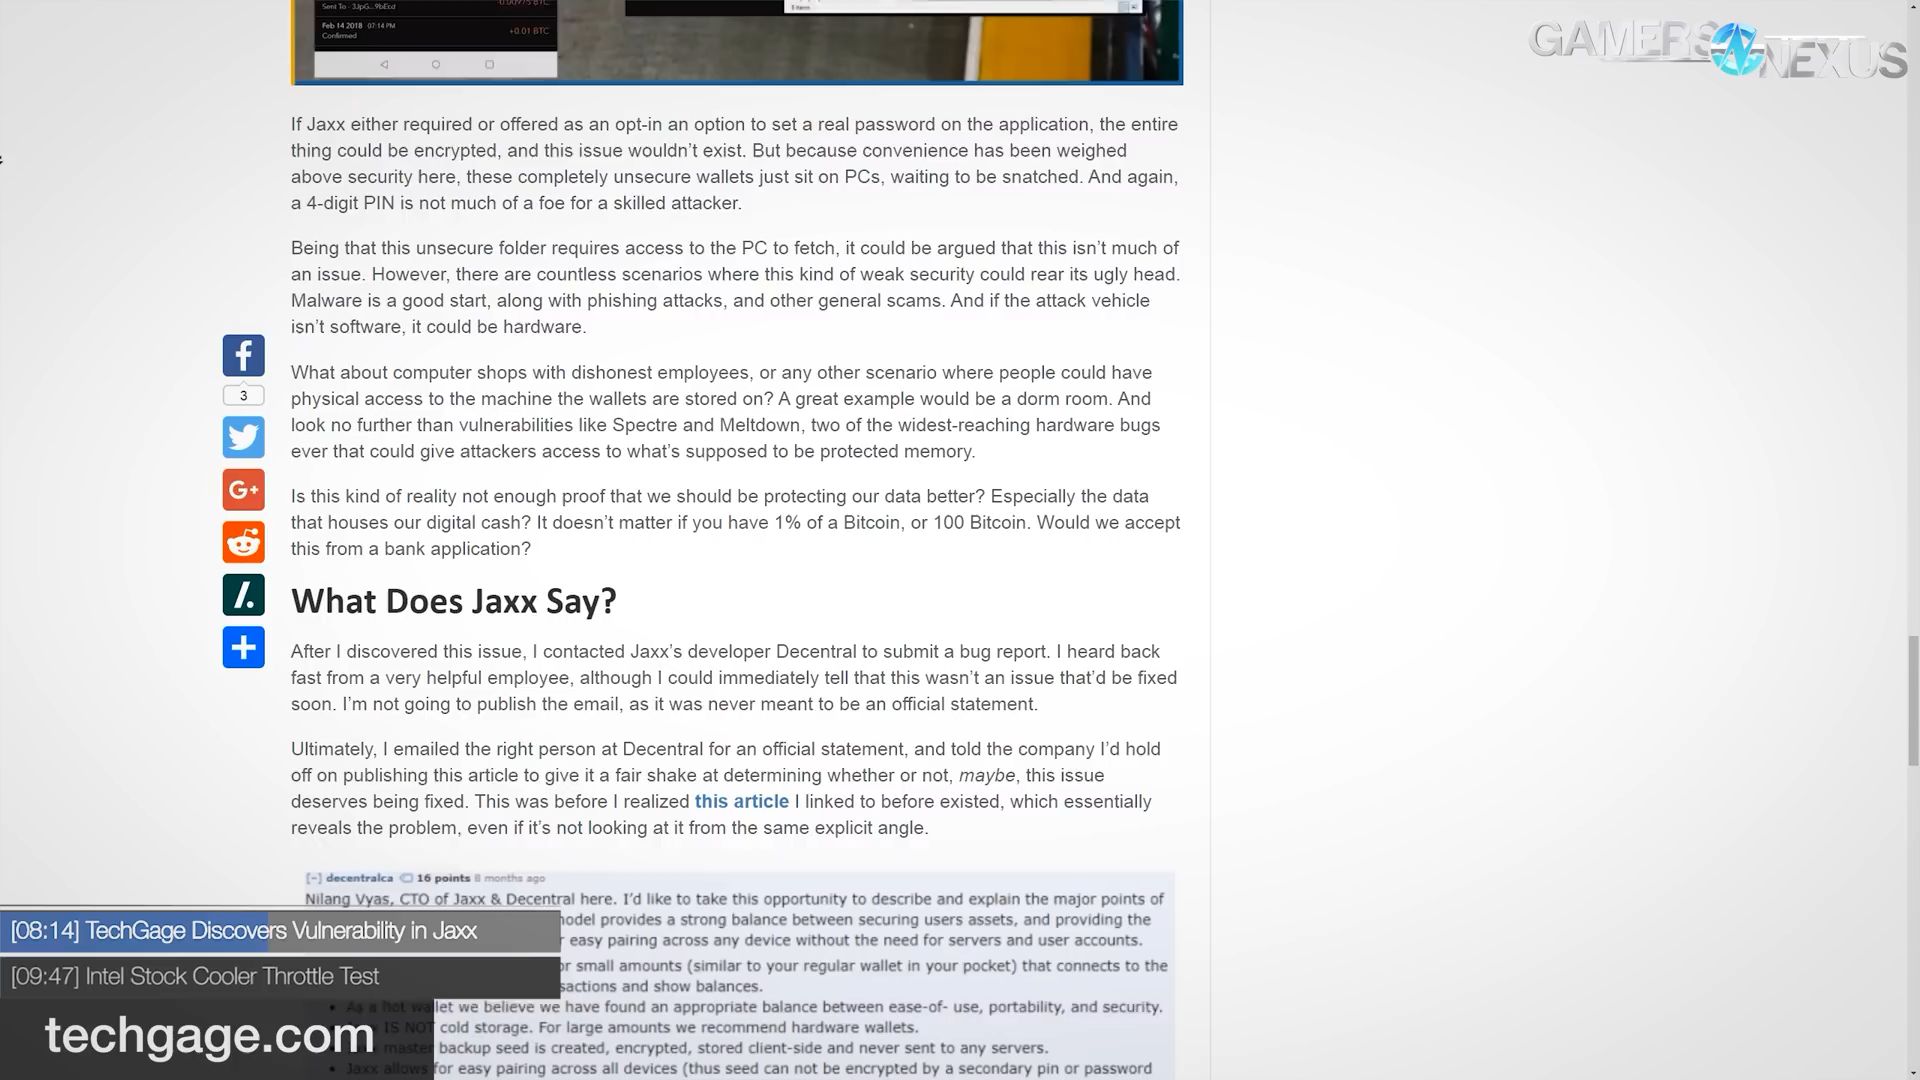 Sent To - 3JpG...9bEcd
-0.00975 BTC
Feb 14 2018 07:14 PM
Confirmed
+0.01 BTC
GAMERS NEXUS
If Jaxx either required or offered as an opt-in an option to set a real password on the application, the entire
thing could be encrypted, and this issue wouldn’t exist. But because convenience has been weighed
above security here, these completely unsecure wallets just sit on PCs, waiting to be snatched. And again,
a 4-digit PIN is not much of a foe for a skilled attacker.
Being that this unsecure folder requires access to the PC to fetch, it could be argued that this isn’t much of
an issue. However, there are countless scenarios where this kind of weak security could rear its ugly head.
Malware is a good start, along with phishing attacks, and other general scams. And if the attack vehicle
isn’t software, it could be hardware.
3
What about computer shops with dishonest employees, or any other scenario where people could have
physical access to the machine the wallets are stored on? A great example would be a dorm room. And
look no further than vulnerabilities like Spectre and Meltdown, two of the widest-reaching hardware bugs
ever that could give attackers access to what’s supposed to be protected memory.
G+
Is this kind of reality not enough proof that we should be protecting our data better? Especially the data
that houses our digital cash? It doesn’t matter if you have 1% of a Bitcoin, or 100 Bitcoin. Would we accept
this from a bank application?
What Does Jaxx Say?
After I discovered this issue, I contacted Jaxx’s developer Decentral to submit a bug report. I heard back
fast from a very helpful employee, although I could immediately tell that this wasn’t an issue that’d be fixed
soon. I’m not going to publish the email, as it was never meant to be an official statement.
Ultimately, I emailed the right person at Decentral for an official statement, and told the company I’d hold
off on publishing this article to give it a fair shake at determining whether or not, maybe, this issue
deserves being fixed. This was before I realized this article I linked to before existed, which essentially
reveals the problem, even if it’s not looking at it from the same explicit angle.
[-] decentralca 16 points 8 months ago
Nilang Vyas, CTO of Jaxx & Decentral here. I’d like to take this opportunity to describe and explain the major points of
model provides a strong balance between securing users assets, and providing the
easy pairing across any device without the need for servers and user accounts.
small amounts (similar to your regular wallet in your pocket) that connects to the
and show balances.
• As a hot wallet we believe we have found an appropriate balance between ease-of- use, portability, and security.
IS NOT cold storage. For large amounts we recommend hardware wallets.
master backup seed is created, encrypted, stored client-side and never sent to any servers.
• Jaxx allows for easy pairing across all devices (thus seed can not be encrypted by a secondary pin or password
[08:14] TechGage Discovers Vulnerability in Jaxx
[09:47] Intel Stock Cooler Throttle Test
techgage.com